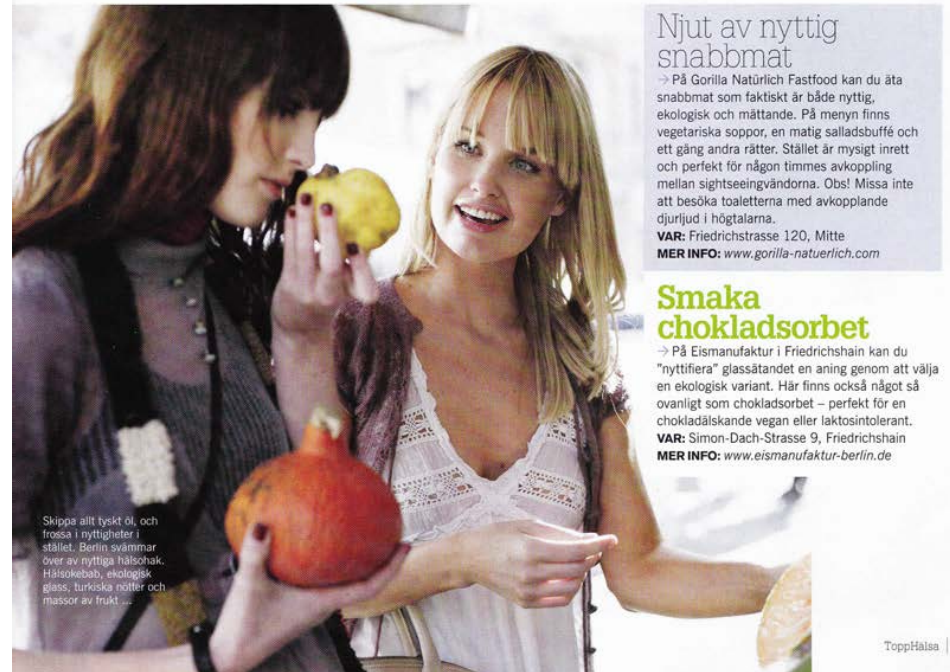 Njut av nyttig
snabbmat
→ På Gorilla Natürlich Fastfood kan du äta
snabbmat som faktiskt är både nyttig,
ekologisk och mättande. På menyn finns
vegetariska soppor, en matig salladsbuffé och
ett gäng andra rätter. Stället är mysigt inrett
och perfekt för någon timmes avkoppling
mellan sightseeingvändorna. Obs! Missa inte
att besöka toaletterna med avkopplande
djurljud i högtalarna.
VAR: Friedrichstrasse 120, Mitte
MER INFO: www.gorilla-natuerlich.com
Smaka
chokladsorbet
→ På Eismanufaktur i Friedrichshain kan du
"nyttifiera" glassätandet en aning genom att välja
en ekologisk variant. Här finns också något så
ovanligt som chokladsorbet – perfekt för en
chokladälskande vegan eller laktosintolerant.
VAR: Simon-Dach-Strasse 9, Friedrichshain
MER INFO: www.eismanufaktur-berlin.de
Skippa allt tyskt öl, och
frossa i nyttigheter i
stället. Berlin svämmar
över av nyttiga hälsohak.
Hälsokebab, ekologisk
glass, turkiska nötter och
massor av frukt ...
ToppHälsa